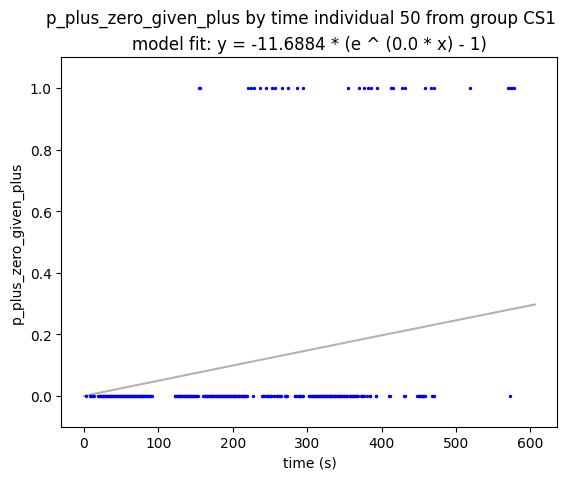 p_plus_zero_given_plus by time individual 50 from group CS1
model fit: y = -11.6884 * (e ^ (0.0 * x) - 1)
1.0
0.8
0.6
0.4
0.2
0.0
p_plus_zero_given_plus
0 100 200 300 400 500 600
time (s)